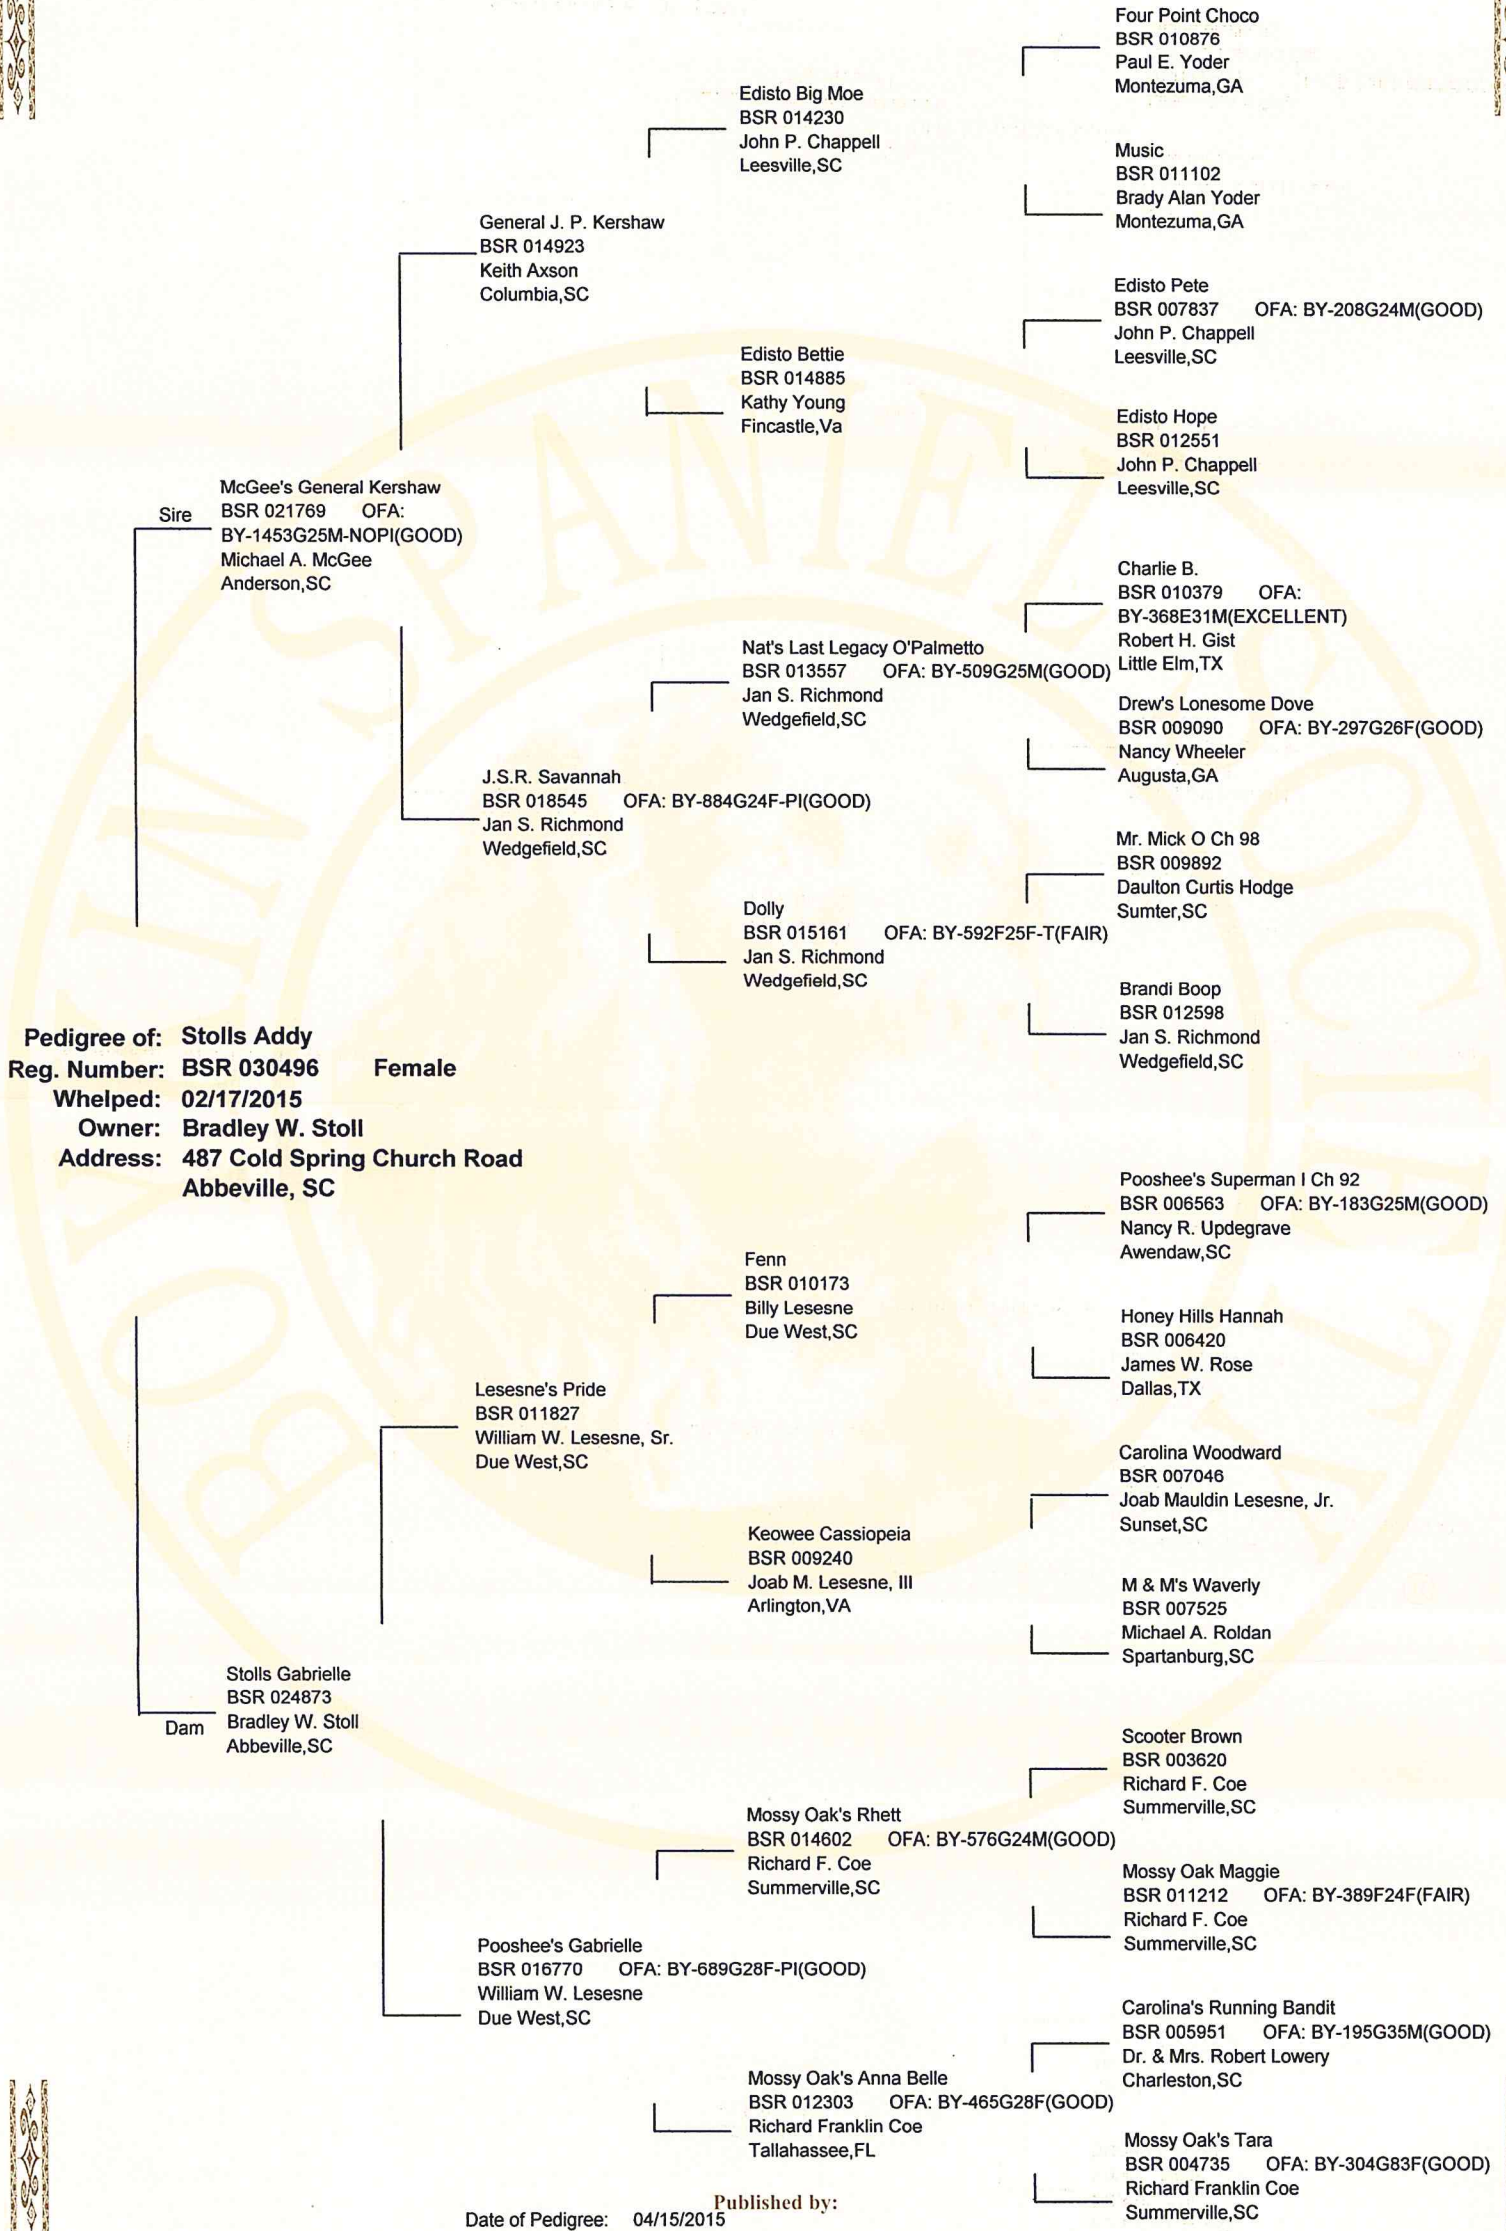 Four Point Choco
BSR 010876
Paul E. Yoder
Montezuma,GA
Edisto Big Moe
BSR 014230
John P. Chappell
Leesville,SC
Music
BSR 011102
Brady Alan Yoder
Montezuma,GA
General J. P. Kershaw
BSR 014923
Keith Axson
Columbia,SC
Edisto Pete
BSR 007837 OFA: BY-208G24M(GOOD)
John P. Chappell
Leesville,SC
Edisto Bettie
BSR 014885
Kathy Young
Fincastle,Va
Edisto Hope
BSR 012551
John P. Chappell
Leesville,SC
Sire
McGee's General Kershaw
BSR 021769 OFA:
BY-1453G25M-NOPI(GOOD)
Michael A. McGee
Anderson,SC
Charlie B.
BSR 010379 OFA:
BY-368E31M(EXCELLENT)
Robert H. Gist
Little Elm,TX
Nat's Last Legacy O'Palmetto
BSR 013557 OFA: BY-509G25M(GOOD)
Jan S. Richmond
Wedgefield,SC
Drew's Lonesome Dove
BSR 009090 OFA: BY-297G26F(GOOD)
Nancy Wheeler
Augusta,GA
J.S.R. Savannah
BSR 018545 OFA: BY-884G24F-PI(GOOD)
Jan S. Richmond
Wedgefield,SC
Mr. Mick O Ch 98
BSR 009892
Daulton Curtis Hodge
Sumter,SC
Dolly
BSR 015161 OFA: BY-592F25F-T(FAIR)
Jan S. Richmond
Wedgefield,SC
Brandi Boop
BSR 012598
Jan S. Richmond
Wedgefield,SC
Pedigree of: Stolls Addy
Reg. Number: BSR 030496 Female
Whelped: 02/17/2015
Owner: Bradley W. Stoll
Address: 487 Cold Spring Church Road
Abbeville, SC
Pooshee's Superman I Ch 92
BSR 006563 OFA: BY-183G25M(GOOD)
Nancy R. Updegrave
Awendaw,SC
Fenn
BSR 010173
Billy Lesesne
Due West,SC
Honey Hills Hannah
BSR 006420
James W. Rose
Dallas,TX
Lesesne's Pride
BSR 011827
William W. Lesesne, Sr.
Due West,SC
Carolina Woodward
BSR 007046
Joab Mauldin Lesesne, Jr.
Sunset,SC
Keowee Cassiopeia
BSR 009240
Joab M. Lesesne, III
Arlington,VA
M & M's Waverly
BSR 007525
Michael A. Roldan
Spartanburg,SC
Dam
Stolls Gabrielle
BSR 024873
Bradley W. Stoll
Abbeville,SC
Scooter Brown
BSR 003620
Richard F. Coe
Summerville,SC
Mossy Oak's Rhett
BSR 014602 OFA: BY-576G24M(GOOD)
Richard F. Coe
Summerville,SC
Mossy Oak Maggie
BSR 011212 OFA: BY-389F24F(FAIR)
Richard F. Coe
Summerville,SC
Pooshee's Gabrielle
BSR 016770 OFA: BY-689G28F-PI(GOOD)
William W. Lesesne
Due West,SC
Carolina's Running Bandit
BSR 005951 OFA: BY-195G35M(GOOD)
Dr. & Mrs. Robert Lowery
Charleston,SC
Mossy Oak's Anna Belle
BSR 012303 OFA: BY-465G28F(GOOD)
Richard Franklin Coe
Tallahassee,FL
Mossy Oak's Tara
BSR 004735 OFA: BY-304G83F(GOOD)
Richard Franklin Coe
Summerville,SC
Published by:
Date of Pedigree: 04/15/2015
BOYKIN SPANIEL SOCIETY